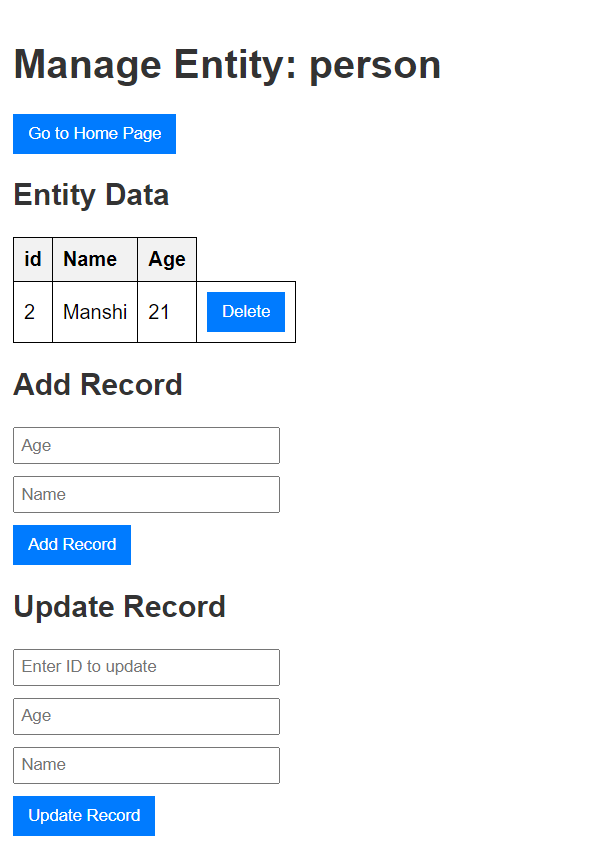 Manage Entity: person
Go to Home Page
Entity Data
id Name Age
2 Manshi 21 Delete
Add Record
Age
Name
Add Record
Update Record
Enter ID to update
Age
Name
Update Record